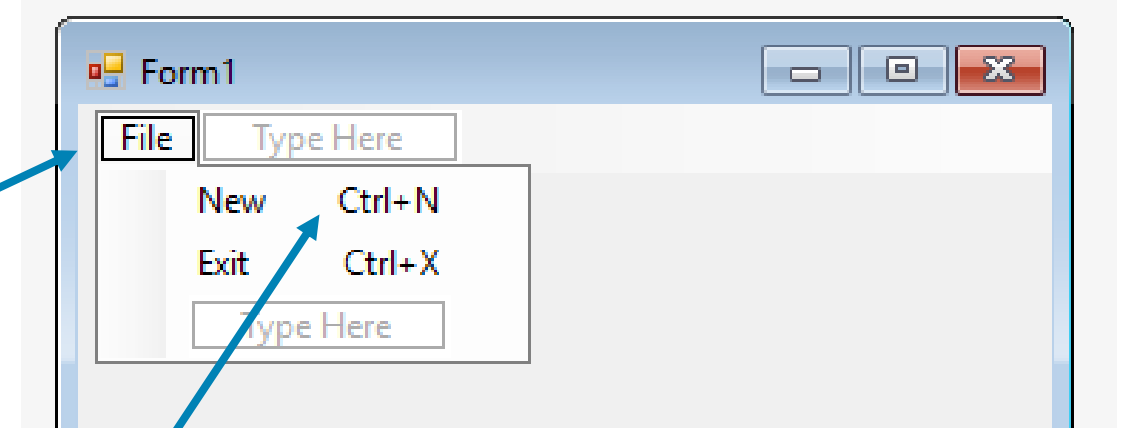 Form1
File Type Here
New Ctrl+N
Exit Ctrl+X
Type Here